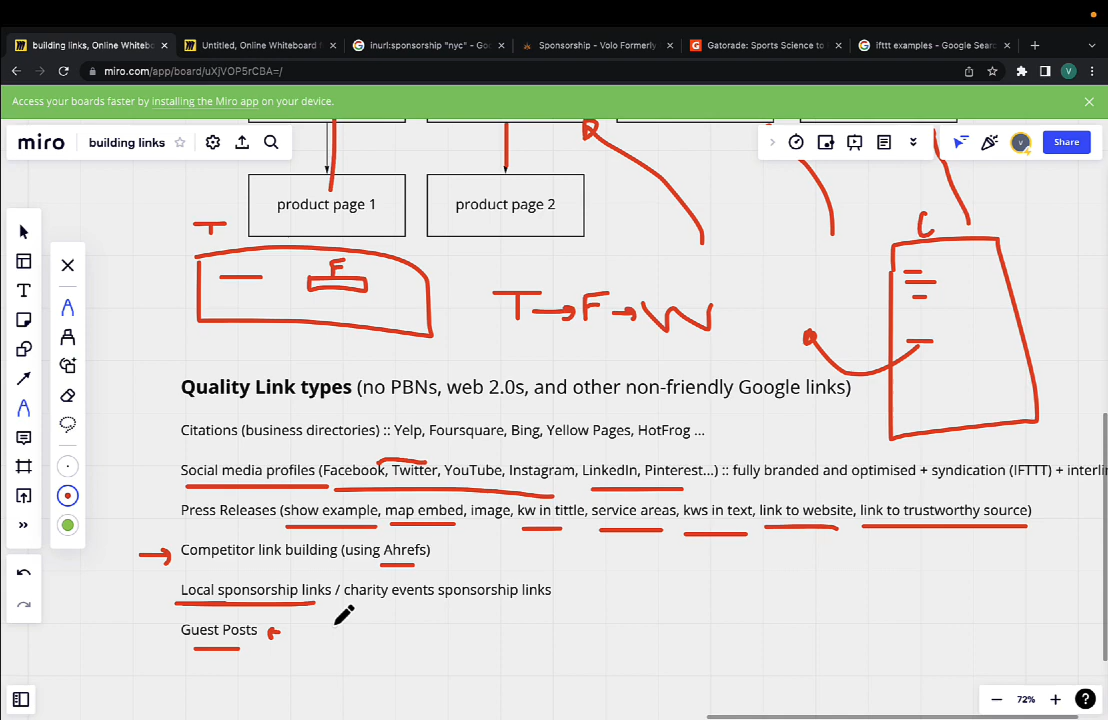 building links, Online Whitebo
Untitled, Online Whiteboard f
inurl:sponsorship "nyc" - Goo
Sponsorship - Volo Formerly
Gatorade: Sports Science to
ifttt examples - Google Searc
miro.com/app/board/uXjVOP5rCBA=/
V
Access your boards faster by installing the Miro app on your device.
miro
building links
V
Share
product page 1
product page 2
T
F
C
T → F → W
Quality Link types (no PBNs, web 2.0s, and other non-friendly Google links)
Citations (business directories) :: Yelp, Foursquare, Bing, Yellow Pages, HotFrog ...
Social media profiles (Facebook, Twitter, YouTube, Instagram, LinkedIn, Pinterest...) :: fully branded and optimised + syndication (IFTTT) + interli
Press Releases (show example, map embed, image, kw in tittle, service areas, kws in text, link to website, link to trustworthy source)
Competitor link building (using Ahrefs)
Local sponsorship links / charity events sponsorship links
Guest Posts
72%